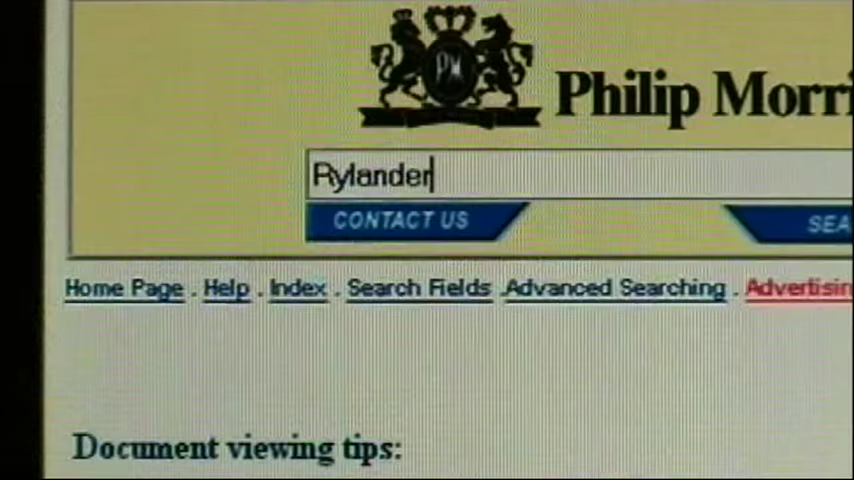 PM
Philip Morri
Rylander
CONTACT US SEA
Home Page . Help . Index . Search Fields . Advanced Searching . Advertisin
Document viewing tips: